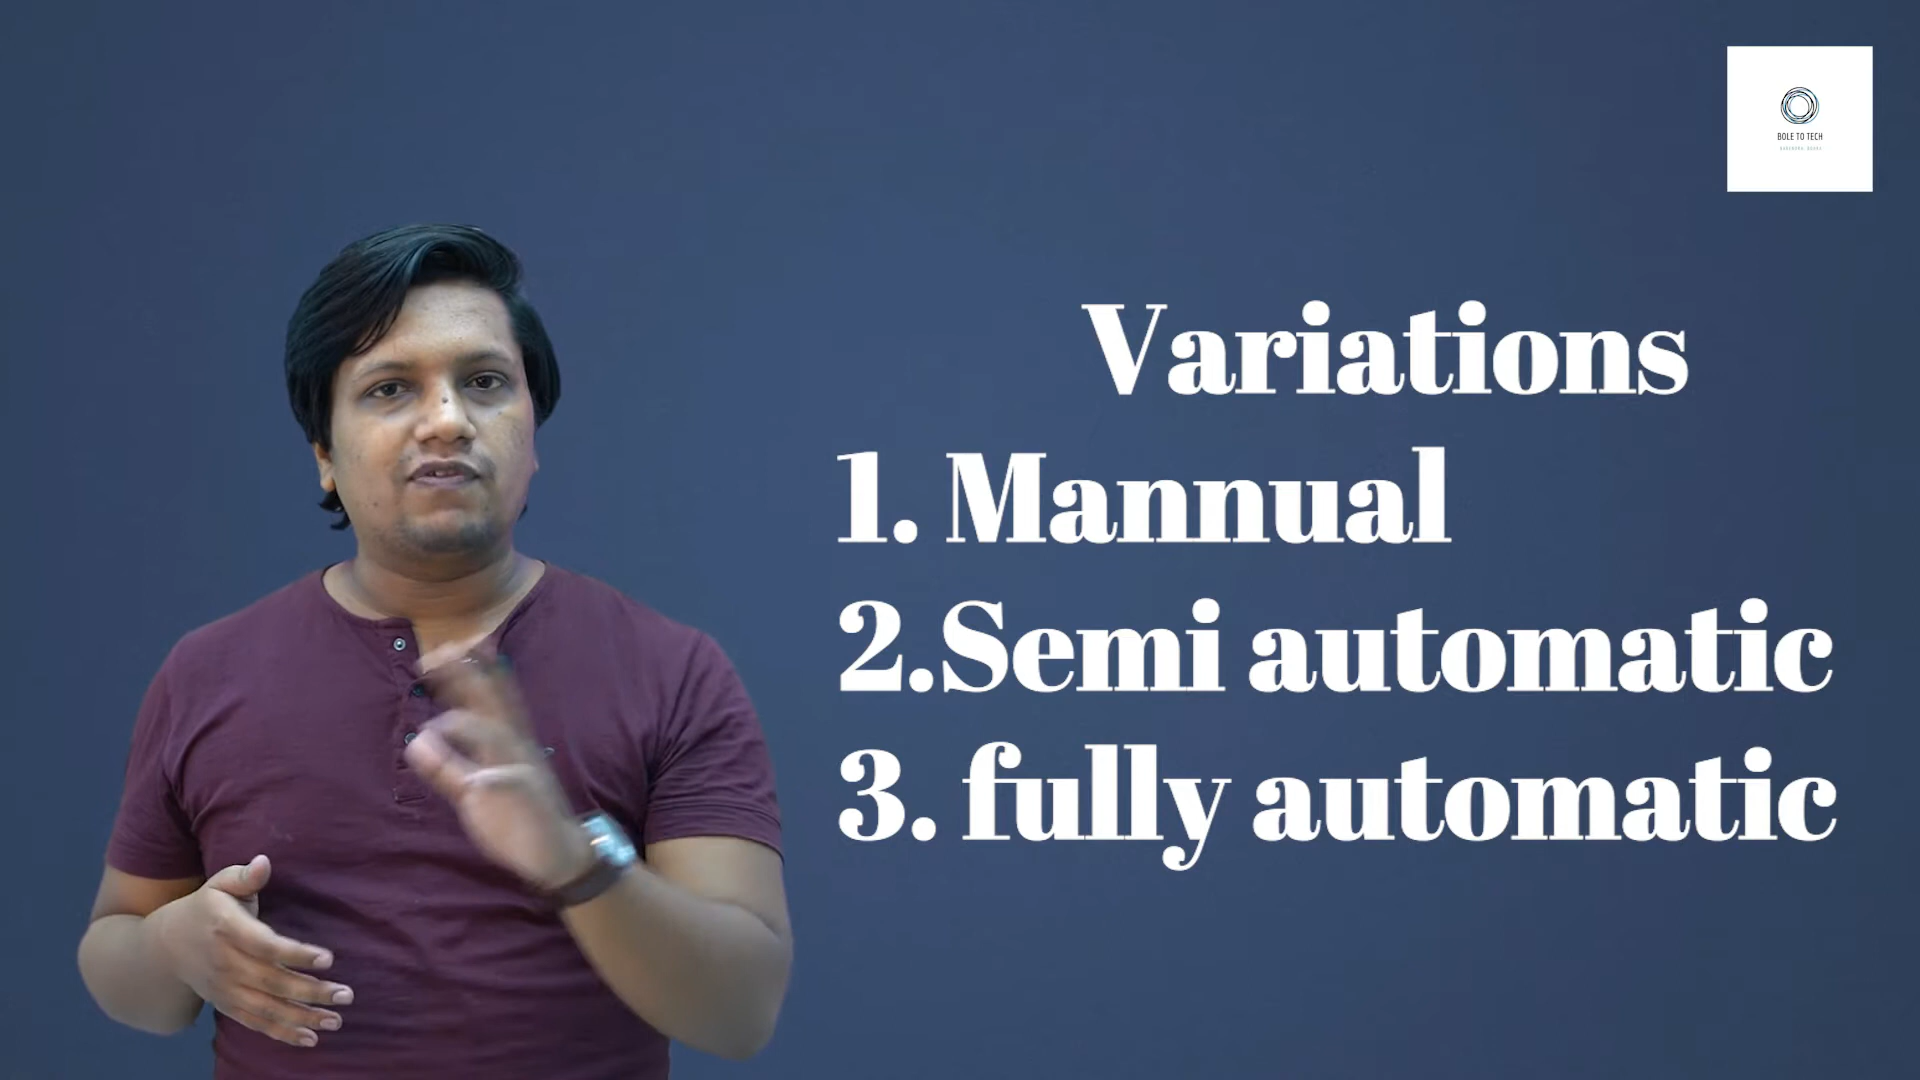 BOLE TO TECH
Variations
1. Mannual
2.Semi automatic
3. fully automatic